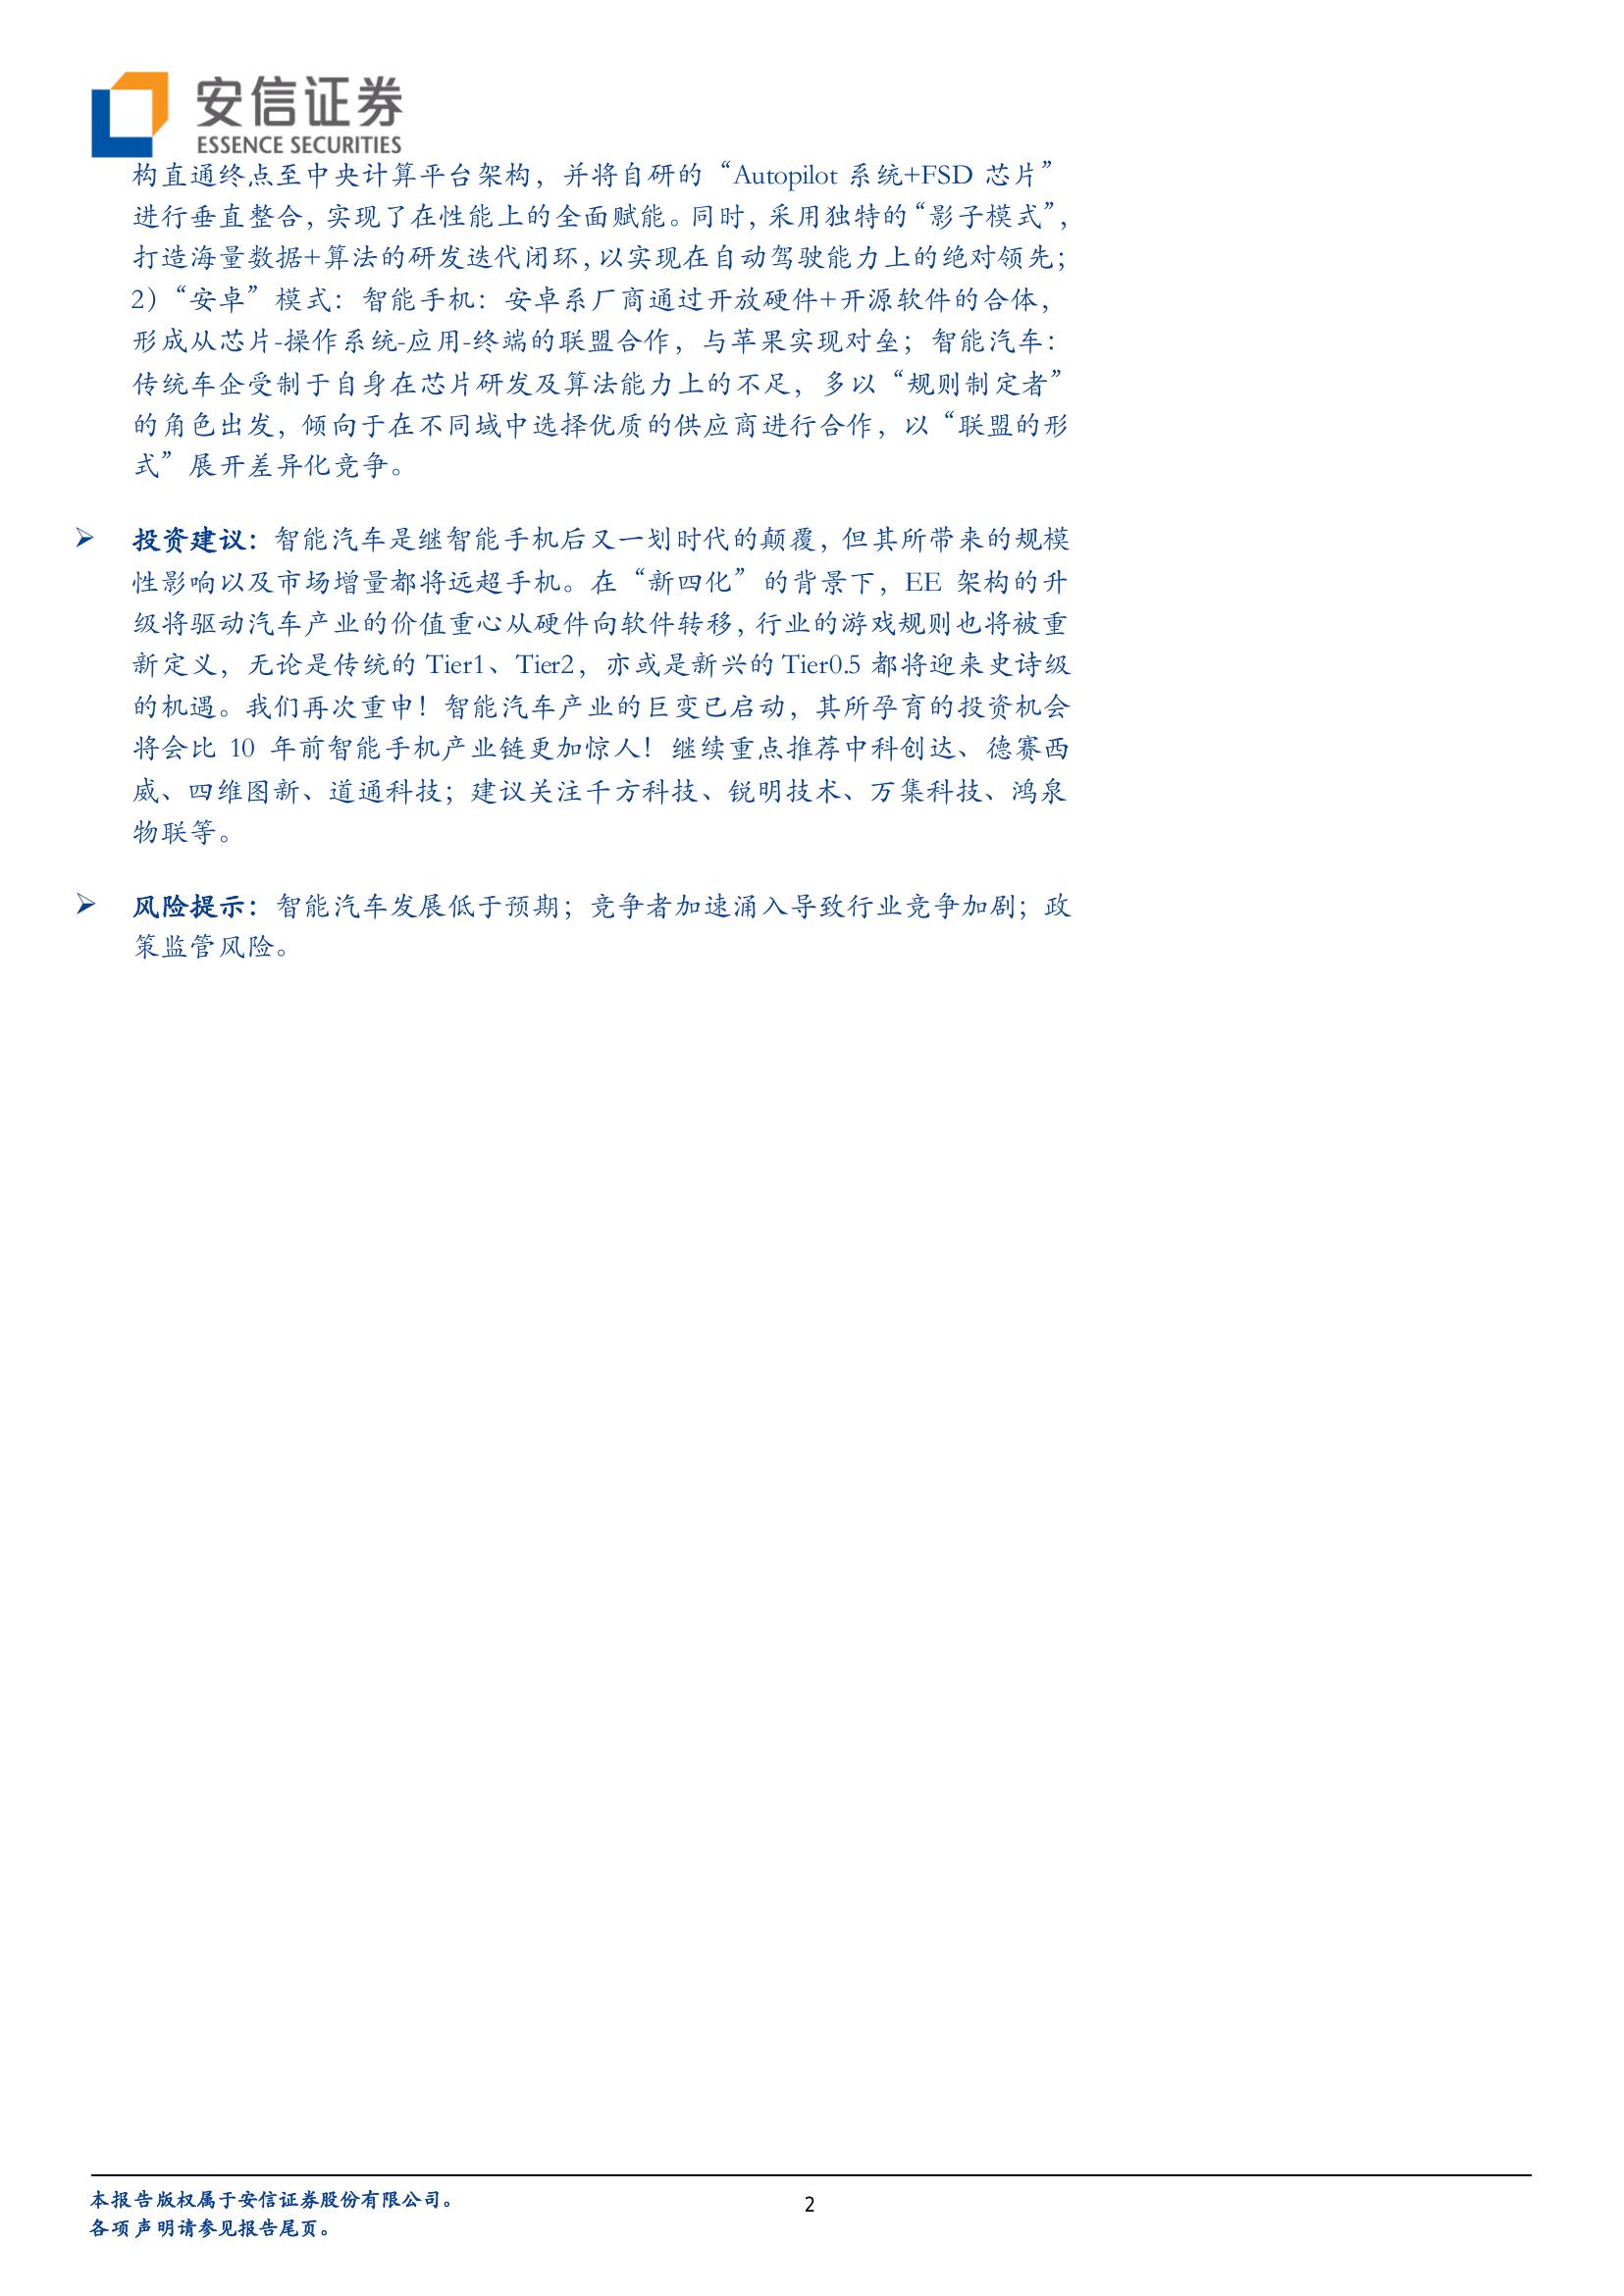 安信证券
ESSENCE SECURITIES
构直通终点至中央计算平台架构，并将自研的“Autopilot 系统+FSD 芯片”
进行垂直整合，实现了在性能上的全面赋能。同时，采用独特的“影子模式”，
打造海量数据+算法的研发迭代闭环，以实现在自动驾驶能力上的绝对领先；
2）“安卓”模式：智能手机：安卓系厂商通过开放硬件+开源软件的合体，
形成从芯片-操作系统-应用-终端的联盟合作，与苹果实现对垒；智能汽车：
传统车企受制于自身在芯片研发及算法能力上的不足，多以“规则制定者”
的角色出发，倾向于在不同域中选择优质的供应商进行合作，以“联盟的形
式”展开差异化竞争。
➢ 投资建议：智能汽车是继智能手机后又一划时代的颠覆，但其所带来的规模
性影响以及市场增量都将远超手机。在“新四化”的背景下，EE 架构的升
级将驱动汽车产业的价值重心从硬件向软件转移，行业的游戏规则也将被重
新定义，无论是传统的 Tier1、Tier2，亦或是新兴的 Tier0.5 都将迎来史诗级
的机遇。我们再次重申！智能汽车产业的巨变已启动，其所孕育的投资机会
将会比 10 年前智能手机产业链更加惊人！继续重点推荐中科创达、德赛西
威、四维图新、道通科技；建议关注千方科技、锐明技术、万集科技、鸿泉
物联等。
➢ 风险提示：智能汽车发展低于预期；竞争者加速涌入导致行业竞争加剧；政
策监管风险。
本报告版权属于安信证券股份有限公司。
各项声明请参见报告尾页。
2